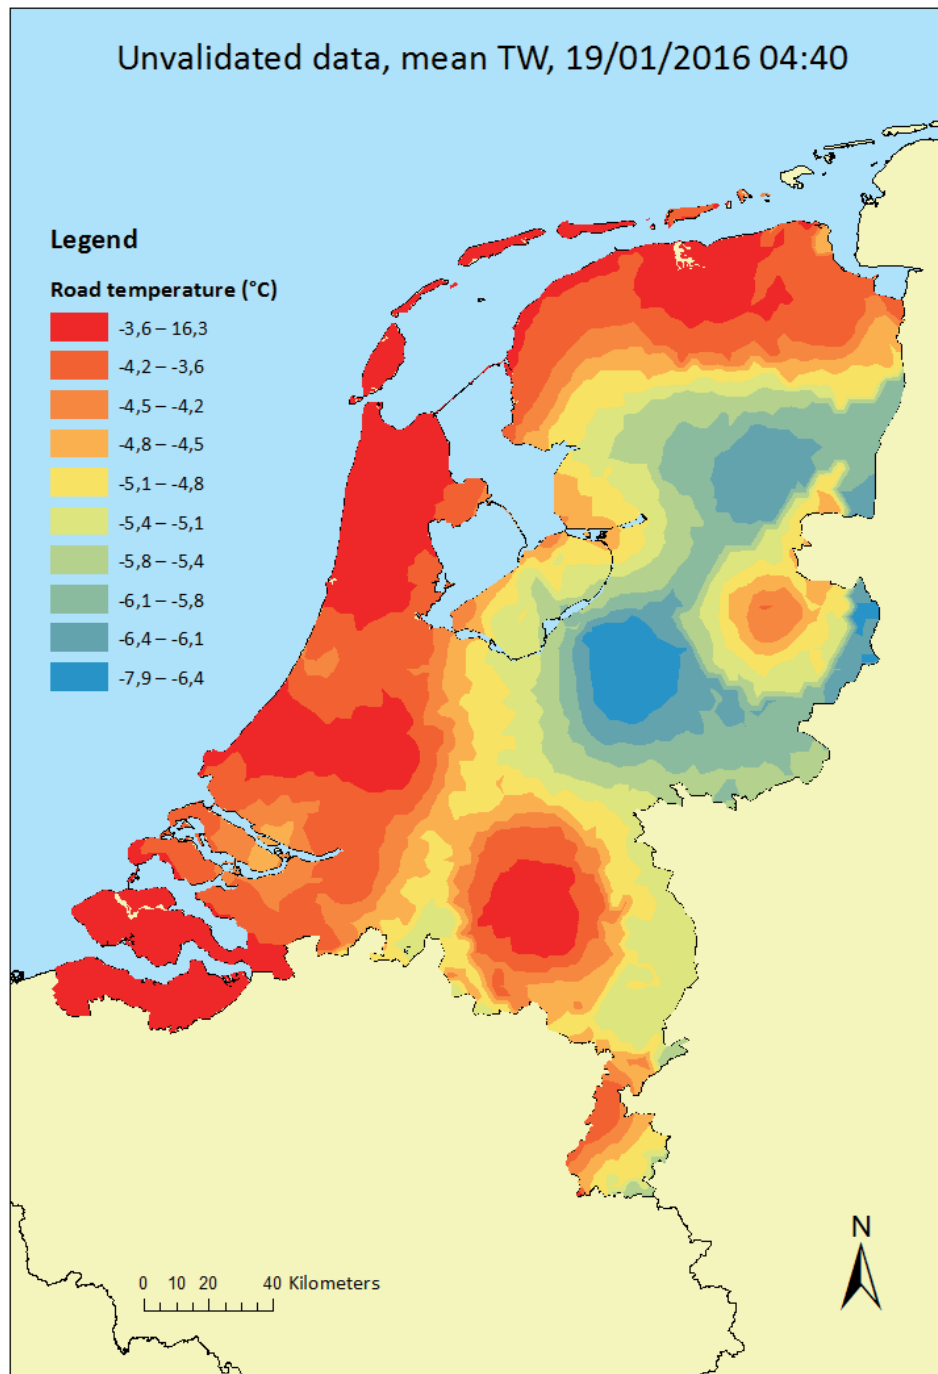 Unvalidated data, mean TW, 19/01/2016 04:40
Legend
Road temperature (°C)
-3,6 – 16,3
-4,2 – -3,6
-4,5 – -4,2
-4,8 – -4,5
-5,1 – -4,8
-5,4 – -5,1
-5,8 – -5,4
-6,1 – -5,8
-6,4 – -6,1
-7,9 – -6,4
N
0 10 20 40 Kilometers